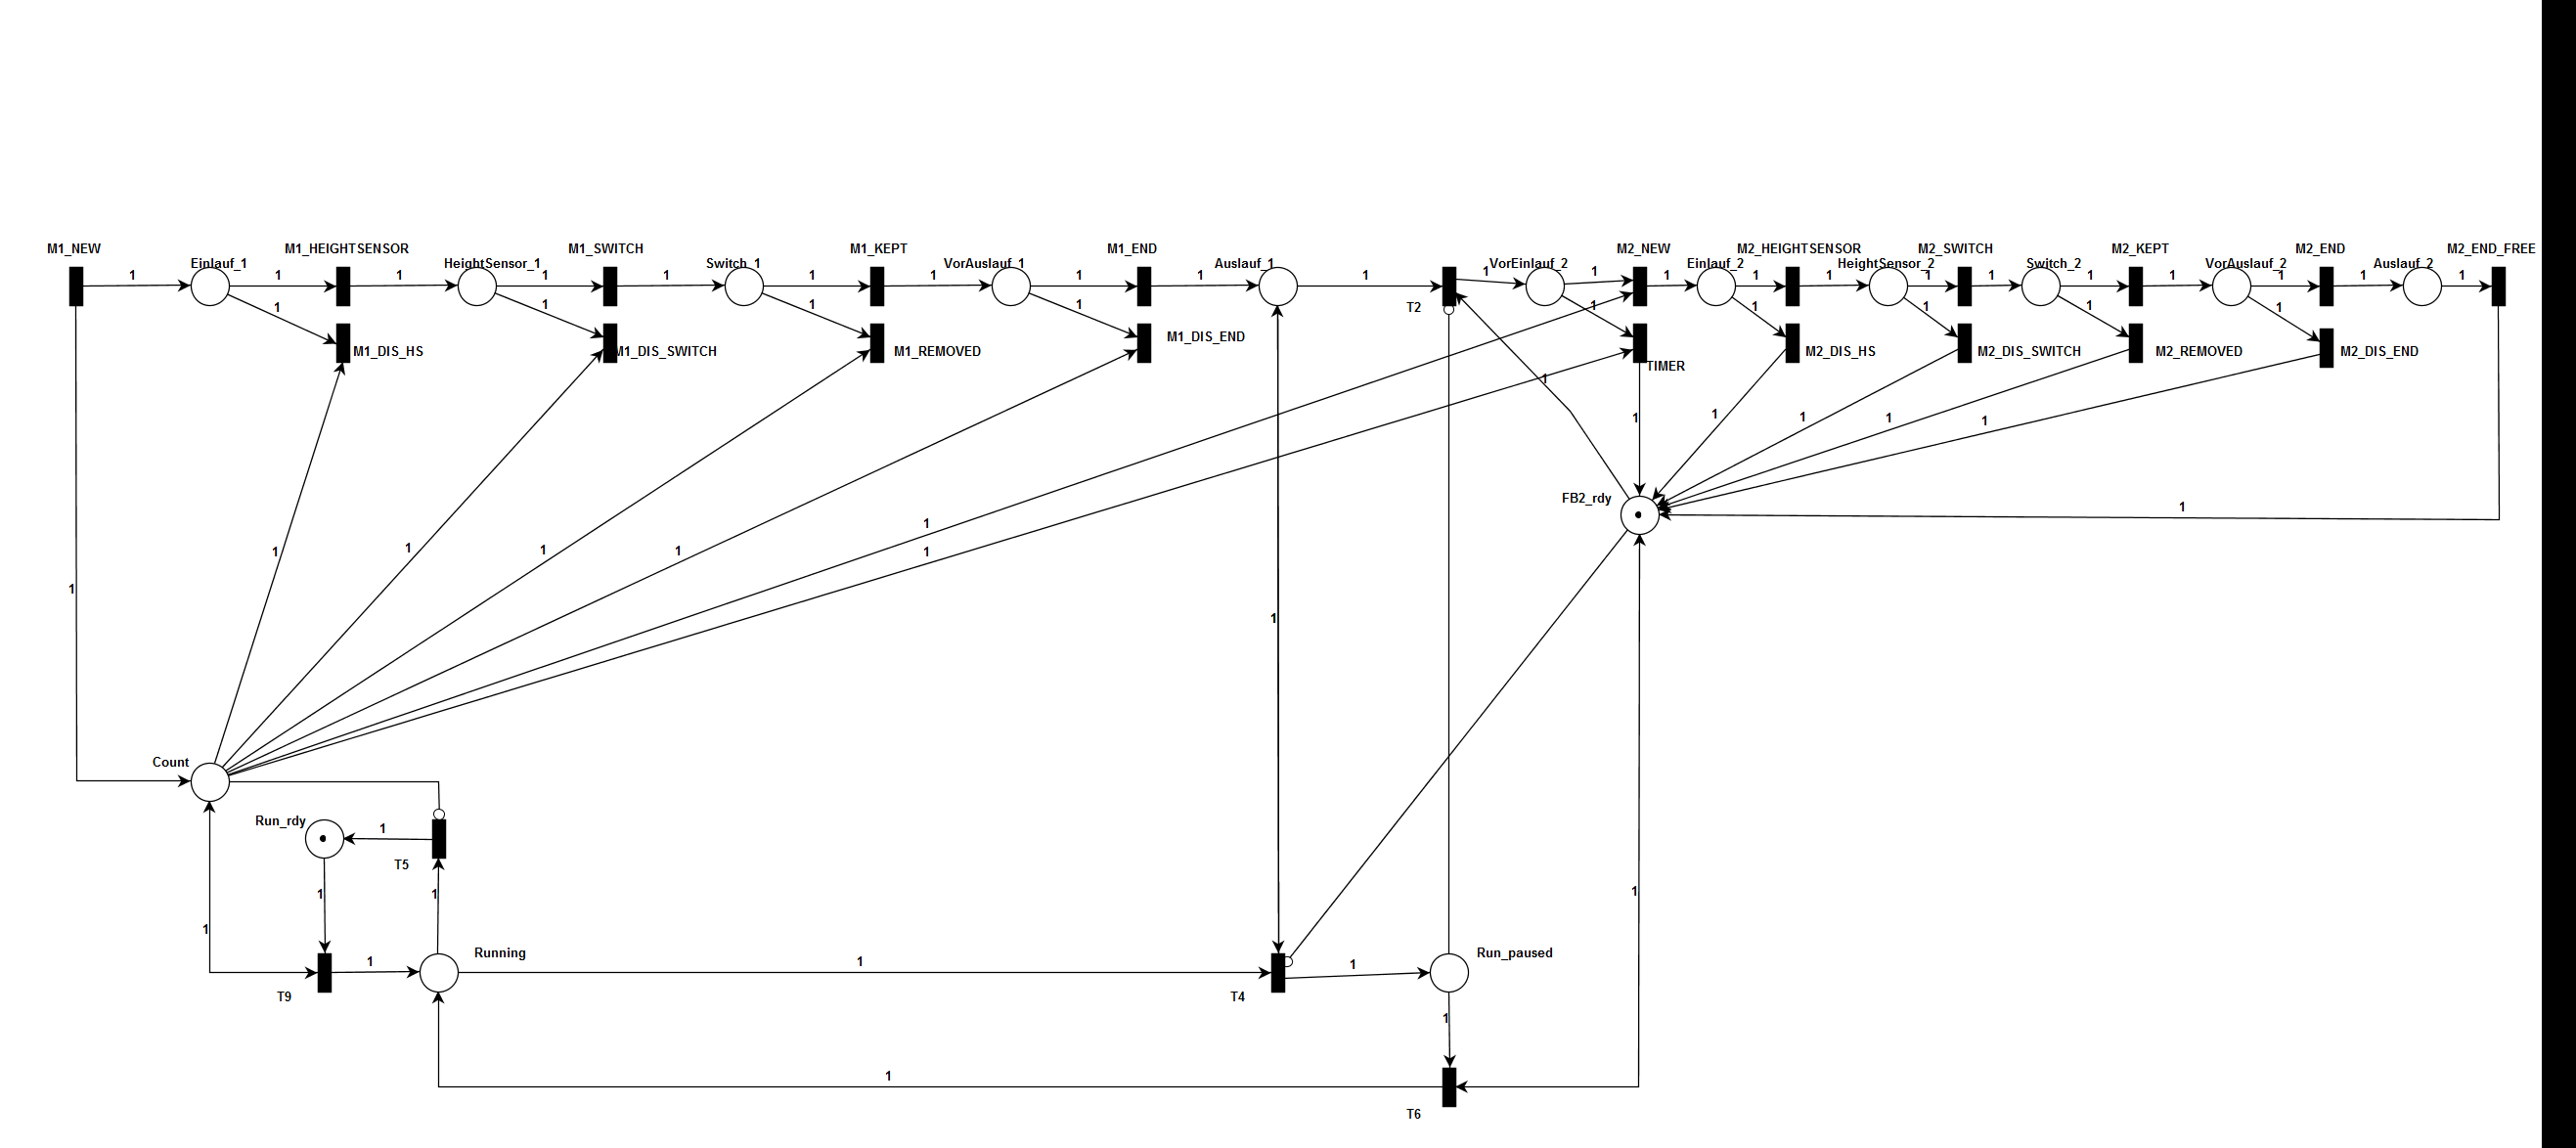 M1_NEW
M1_HEIGHTSENSOR
M1_SWITCH
M1_KEPT
M1_END
M2_NEW
M2_HEIGHTSENSOR
M2_SWITCH
M2_KEPT
M2_END
M2_END_FREE
Einlauf_1
HeightSensor_1
Switch_1
VorAuslauf_1
Auslauf_1
VorEinlauf_2
Einlauf_2
HeightSensor_2
Switch_2
VorAuslauf_2
Auslauf_2
1 1 1 1 1 1 1 1 1 1 1 1 1 1 1 1 1 1 1 1 1 1
1 1 1 1 1 1 1 1 1
T2
M1_DIS_HS
M1_DIS_SWITCH
M1_REMOVED
M1_DIS_END
TIMER
M2_DIS_HS
M2_DIS_SWITCH
M2_REMOVED
M2_DIS_END
1
1 1 1 1 1
FB2_rdy
1
1
1 1 1 1 1
1
1
Count
Run_rdy
1
T5
1 1
1
1
Running
Run_paused
1 1 1
T9
T4
1
1
T6